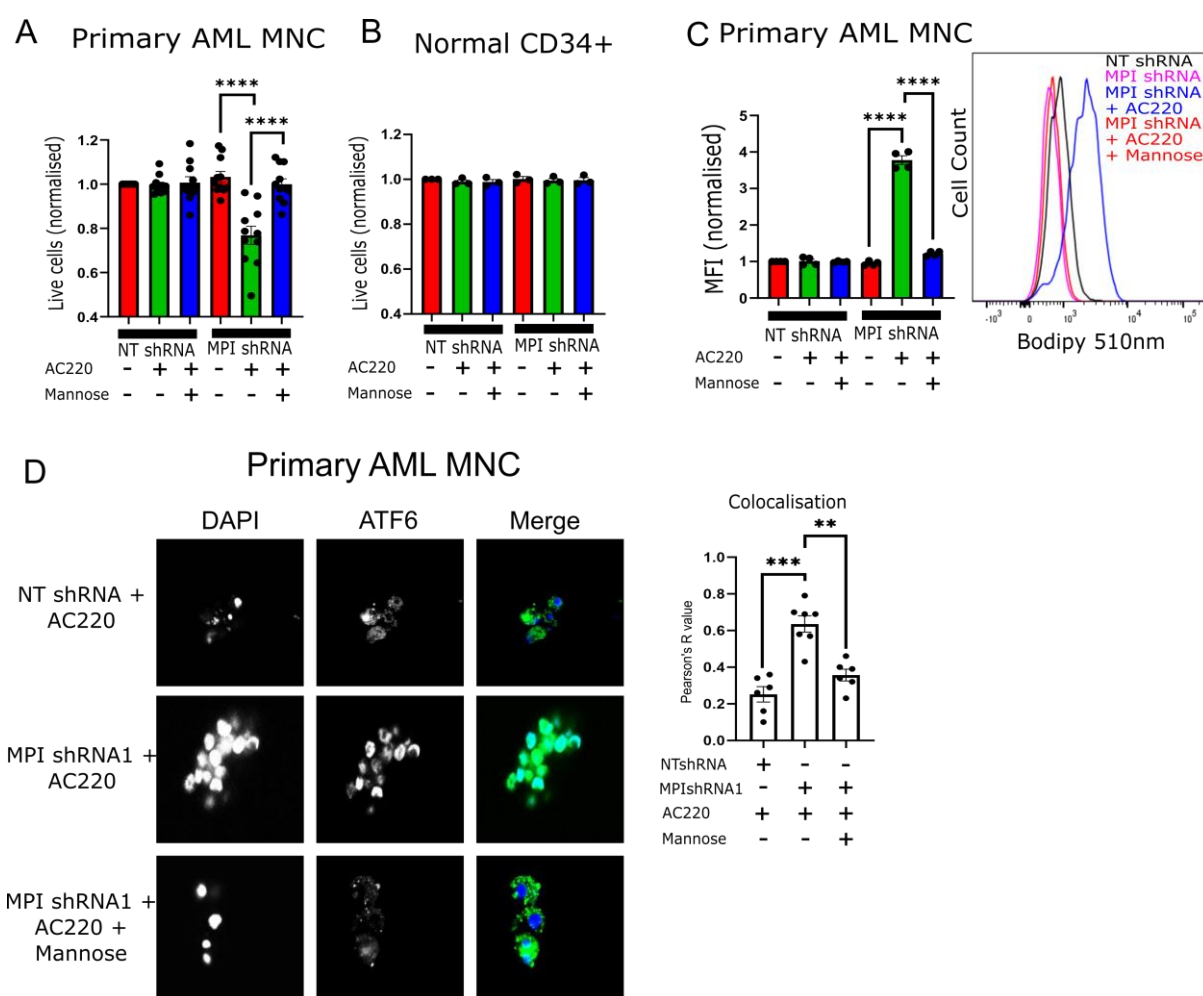 A Primary AML MNC
****
****
Live cells (normalised)
1.2
1.0
0.8
0.6
0.4
NT shRNA MPI shRNA
AC220 - + + - + +
Mannose - - + - - +
B Normal CD34+
Live cells (normalised)
1.2
1.0
0.8
0.6
0.4
NT shRNA MPI shRNA
AC220 - + + - + +
Mannose - - + - - +
C Primary AML MNC
****
****
MFI (normalised)
5
4
3
2
1
0
NT shRNA MPI shRNA
AC220 - + + - + +
Mannose - - + - - +
NT shRNA
MPI shRNA
MPI shRNA
+ AC220
MPI shRNA
+ AC220
+ Mannose
Cell Count
-10³ 0 10³ 10⁴ 10⁵
Bodipy 510nm
D Primary AML MNC
DAPI ATF6 Merge
NT shRNA +
AC220
MPI shRNA1 +
AC220
MPI shRNA1 +
AC220 +
Mannose
Colocalisation
**
***
Pearson's R value
1.0
0.8
0.6
0.4
0.2
0.0
NTshRNA + - -
MPIshRNA1 - + +
AC220 + + +
Mannose - - +